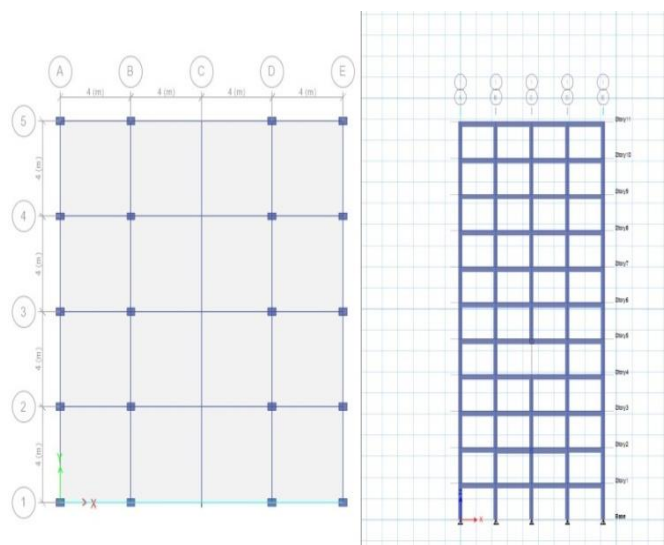 A B C D E
4 (m) 4 (m) 4 (m) 4 (m)
5
4 (m)
4
4 (m)
3
4 (m)
2
4 (m)
1
Y
X
Story11
Story10
Story9
Story8
Story7
Story6
Story5
Story4
Story3
Story2
Story1
Base
X